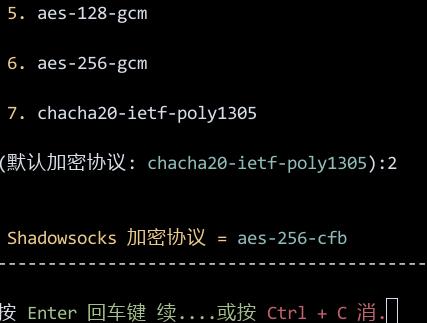 5. aes-128-gcm
6. aes-256-gcm
7. chacha20-ietf-poly1305
(默认加密协议: chacha20-ietf-poly1305):2
Shadowsocks 加密协议 = aes-256-cfb
---------------------------------------------
按 Enter 回车键 续....或按 Ctrl + C 消.